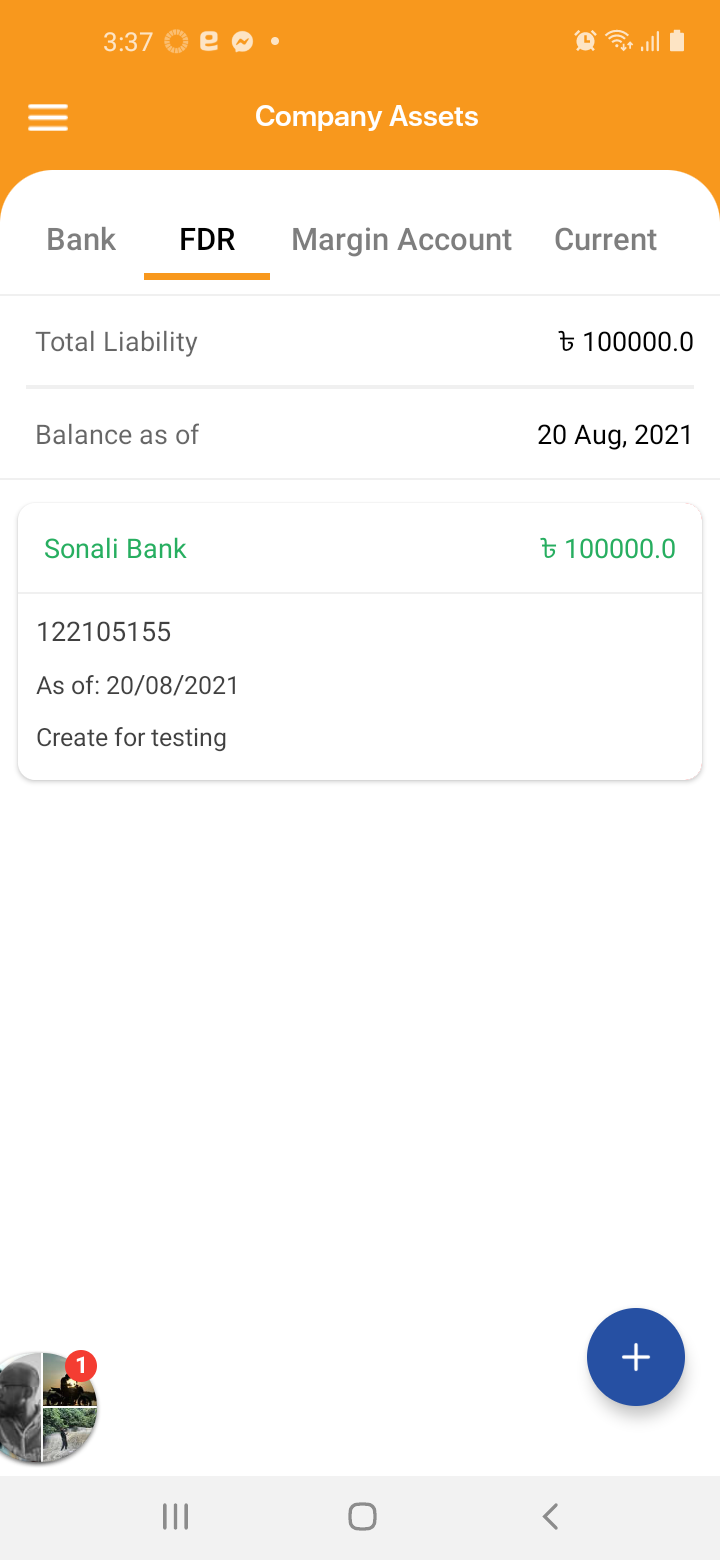 3:37
Company Assets
Bank FDR Margin Account Current
Total Liability ৳ 100000.0
Balance as of 20 Aug, 2021
Sonali Bank ৳ 100000.0
122105155
As of: 20/08/2021
Create for testing
1